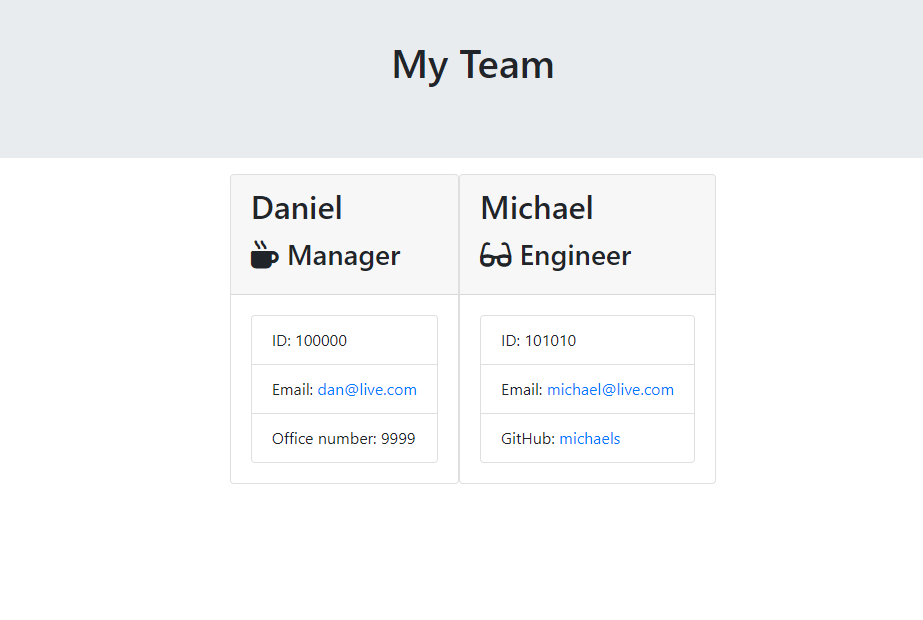 My Team
Daniel
Manager
ID: 100000
Email: dan@live.com
Office number: 9999
Michael
Engineer
ID: 101010
Email: michael@live.com
GitHub: michaels